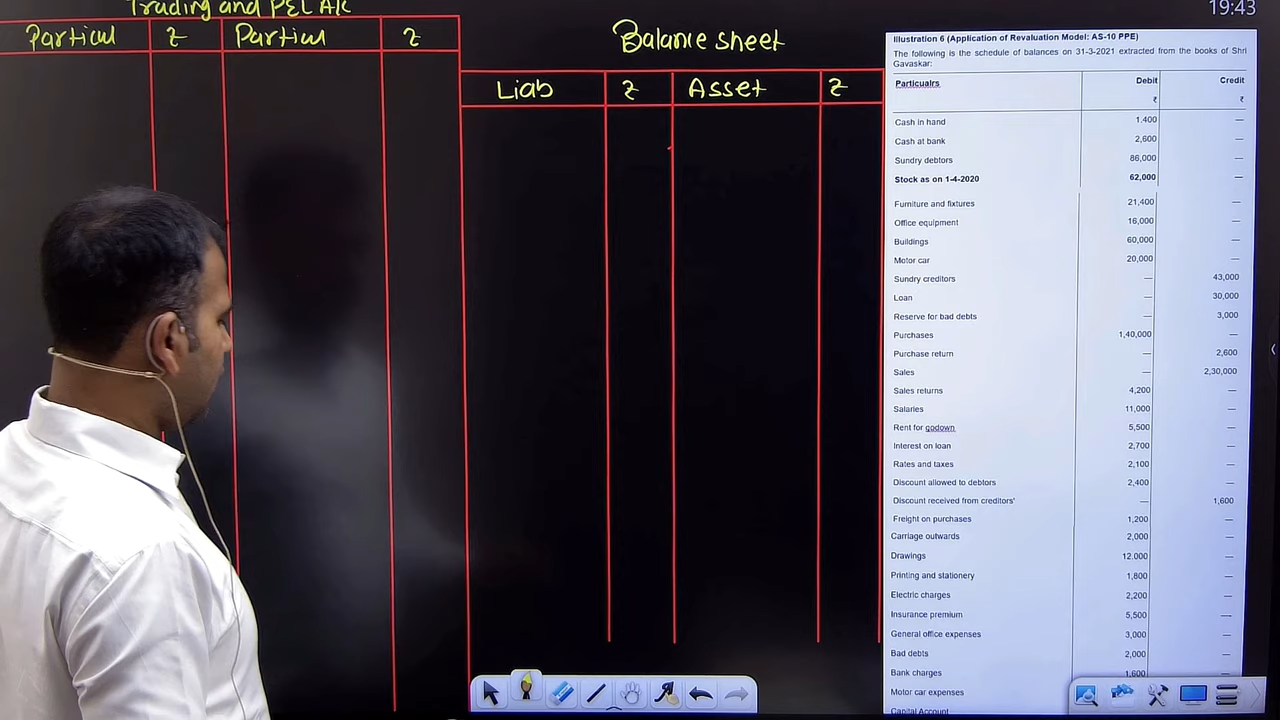 Trading and P&L A/c
19:43
Particul ₹ Particul ₹
Balance sheet
Liab ₹ Asset ₹
Illustration 6 (Application of Revaluation Model: AS-10 PPE)
The following is the schedule of balances on 31-3-2021 extracted from the books of Shri
Gavaskar:
Particualrs Debit Credit
₹ ₹
Cash in hand 1,400 —
Cash at bank 2,600 —
Sundry debtors 86,000 —
Stock as on 1-4-2020 62,000 —
Furniture and fixtures 21,400 —
Office equipment 16,000 —
Buildings 60,000 —
Motor car 20,000 —
Sundry creditors — 43,000
Loan — 30,000
Reserve for bad debts — 3,000
Purchases 1,40,000 —
Purchase return — 2,600
Sales — 2,30,000
Sales returns 4,200 —
Salaries 11,000 —
Rent for godown 5,500 —
Interest on loan 2,700 —
Rates and taxes 2,100 —
Discount allowed to debtors 2,400 —
Discount received from creditors' — 1,600
Freight on purchases 1,200 —
Carriage outwards 2,000 —
Drawings 12.000 —
Printing and stationery 1,800 —
Electric charges 2,200 —
Insurance premium 5,500 —
General office expenses 3,000 —
Bad debts 2,000 —
Bank charges 1,600 —
Motor car expenses
Capital Account